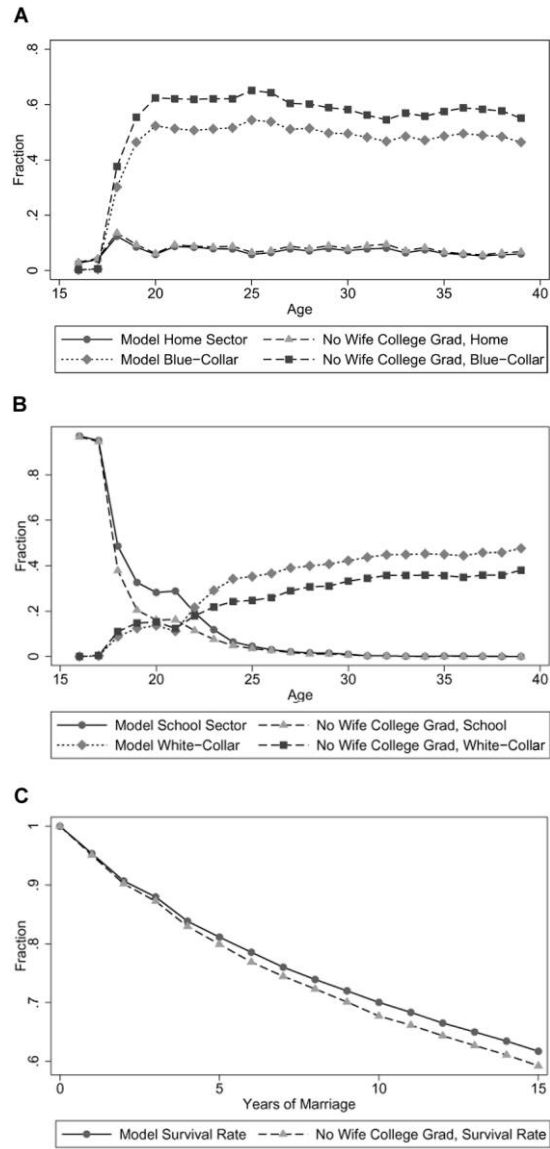 A
Fraction
.8
.6
.4
.2
0
15 20 25 30 35 40
Age
Model Home Sector No Wife College Grad, Home
Model Blue-Collar No Wife College Grad, Blue-Collar
B
Fraction
.8
.6
.4
.2
0
15 20 25 30 35 40
Age
Model School Sector No Wife College Grad, School
Model White-Collar No Wife College Grad, White-Collar
C
Fraction
1
.9
.8
.7
.6
0 5 10 15
Years of Marriage
Model Survival Rate No Wife College Grad, Survival Rate